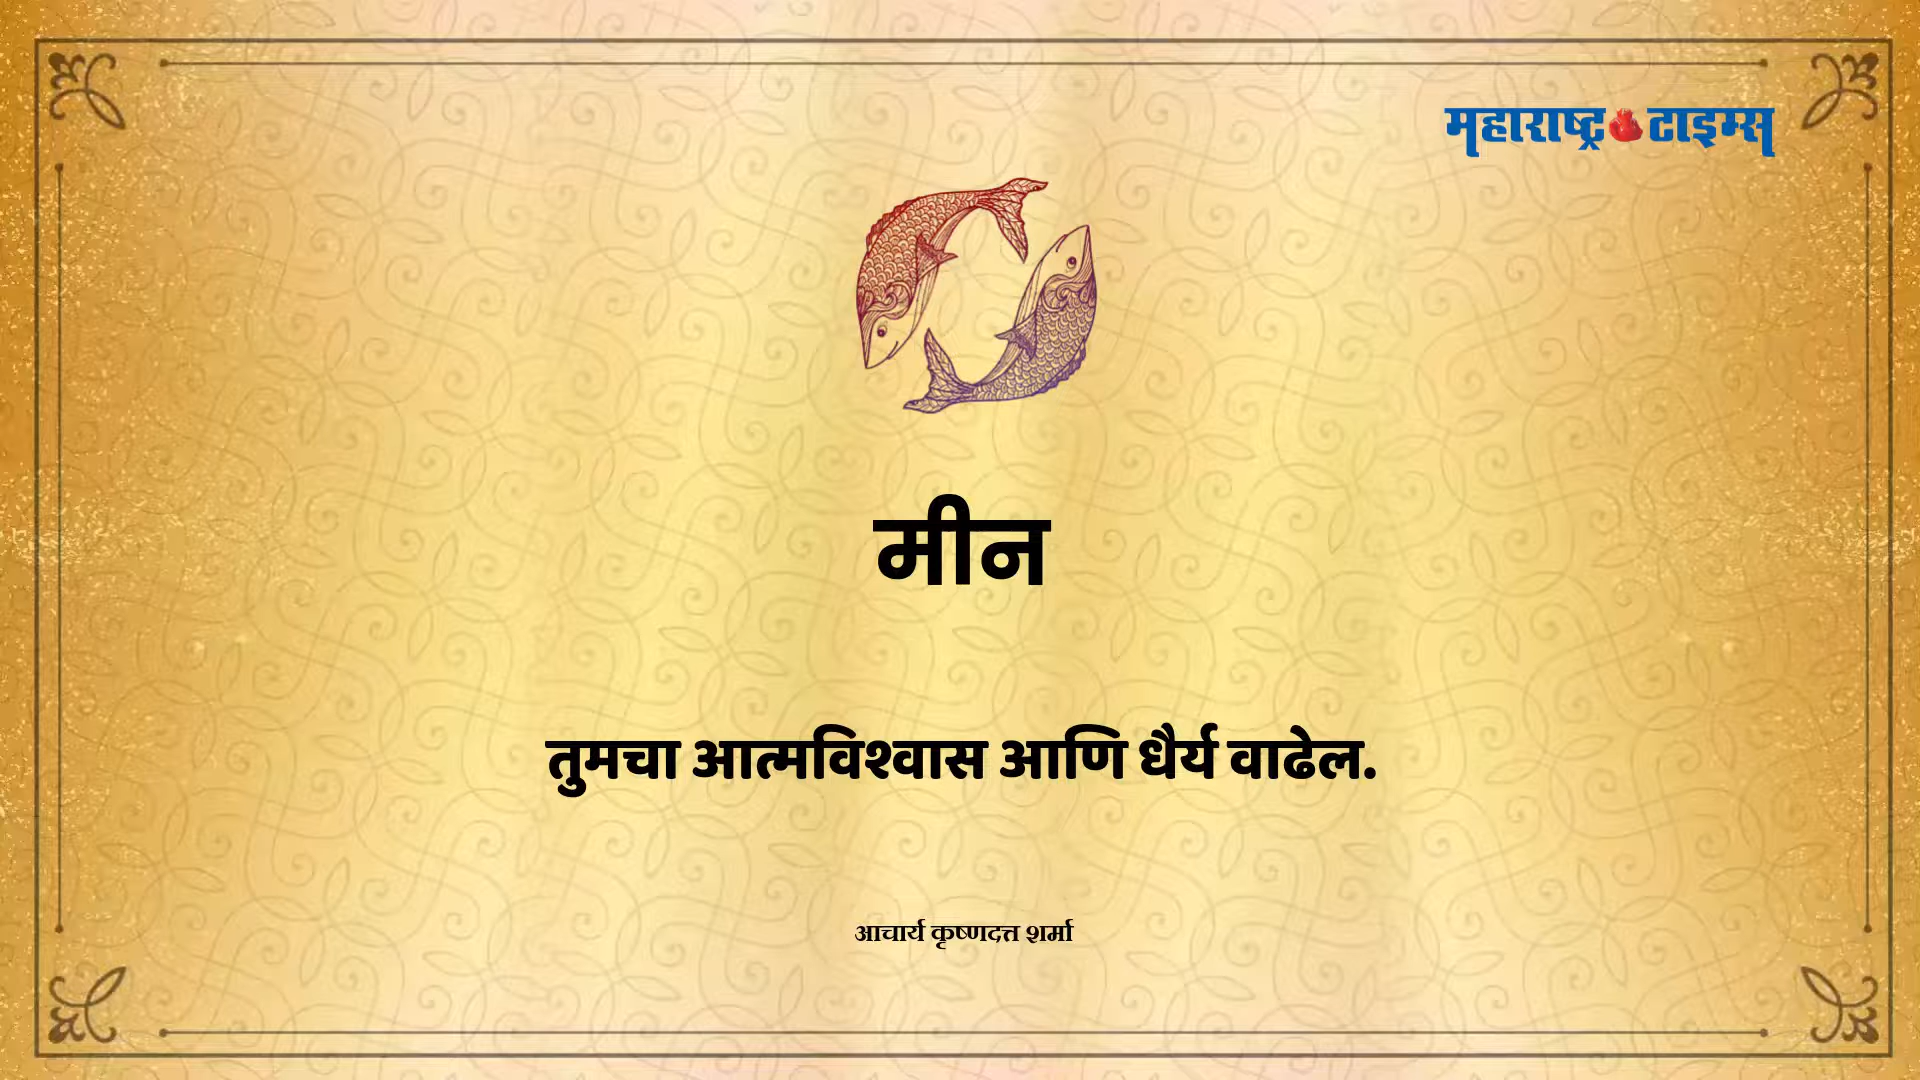 महाराष्ट्र टाइम्स
मीन
तुमचा आत्मविश्वास आणि धैर्य वाढेल.
आचार्य कृष्णदत्त शर्मा